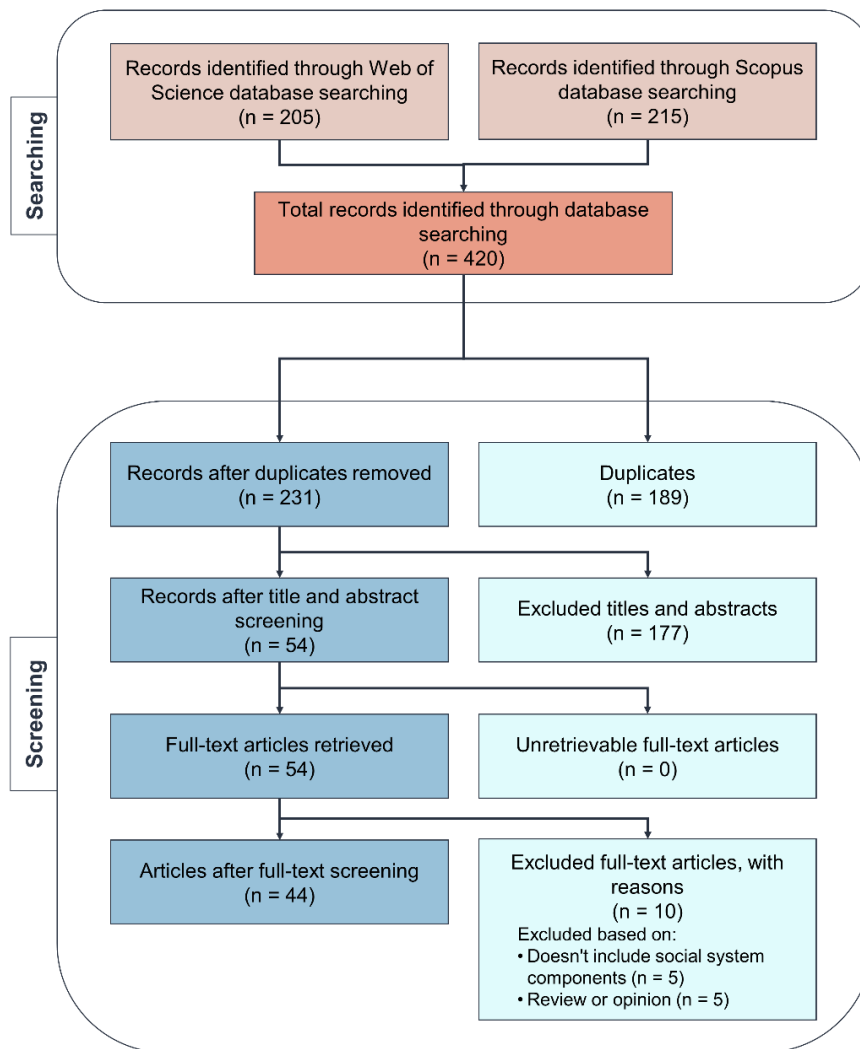 Searching
Records identified through Web of
Science database searching
(n = 205)
Records identified through Scopus
database searching
(n = 215)
Total records identified through database
searching
(n = 420)
Screening
Records after duplicates removed
(n = 231)
Duplicates
(n = 189)
Records after title and abstract
screening
(n = 54)
Excluded titles and abstracts
(n = 177)
Full-text articles retrieved
(n = 54)
Unretrievable full-text articles
(n = 0)
Articles after full-text screening
(n = 44)
Excluded full-text articles, with
reasons
(n = 10)
Excluded based on:
• Doesn't include social system
components (n = 5)
• Review or opinion (n = 5)